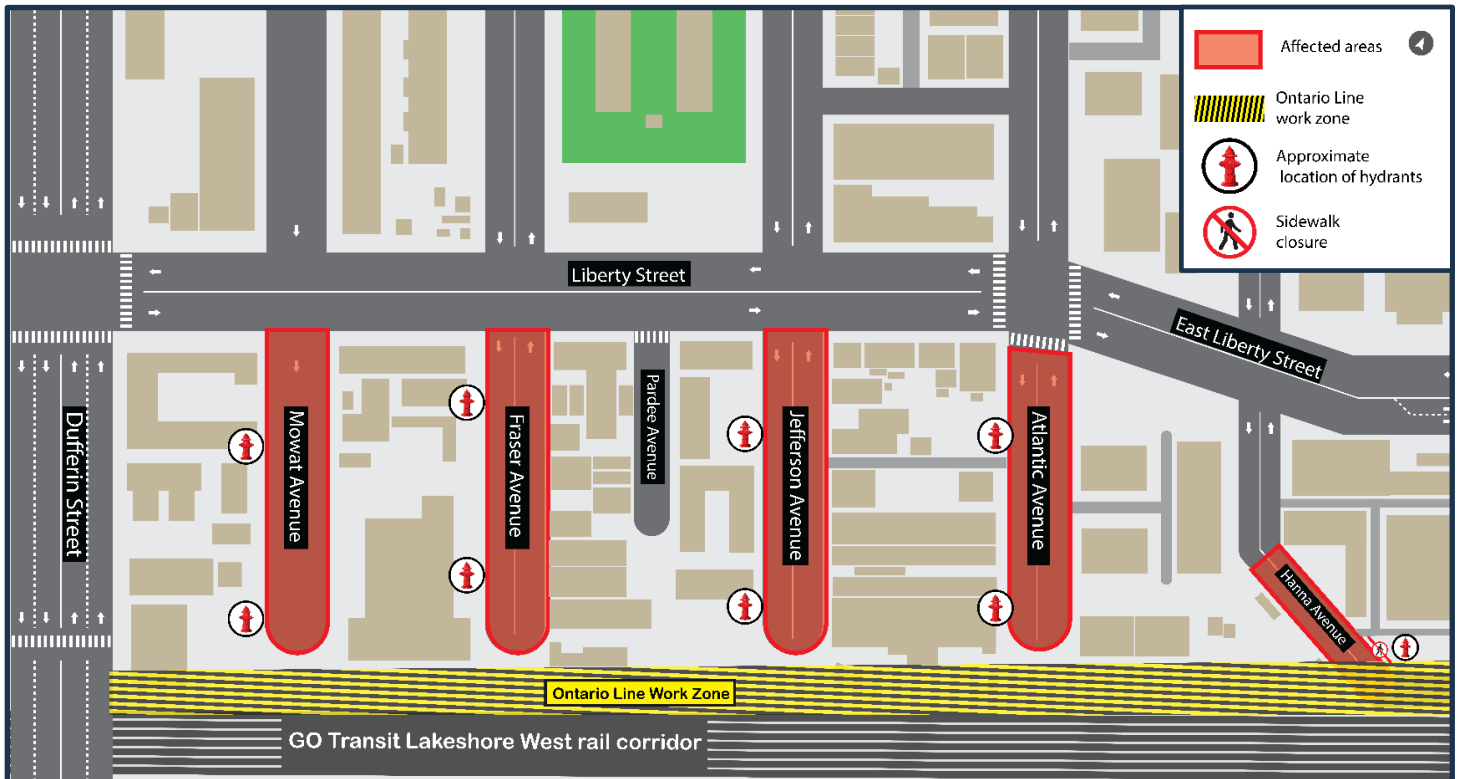 Affected areas
Ontario Line
work zone
Approximate
location of hydrants
Sidewalk
closure
Liberty Street
East Liberty Street
Dufferin Street
Mowat Avenue
Fraser Avenue
Pardee Avenue
Jefferson Avenue
Atlantic Avenue
Hanna Avenue
Ontario Line Work Zone
GO Transit Lakeshore West rail corridor